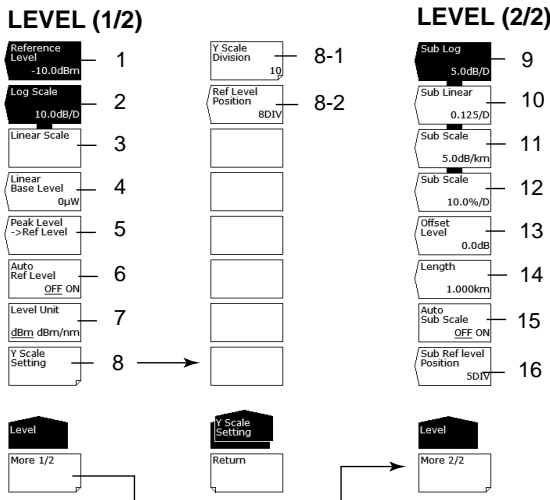 LEVEL (1/2)
Reference
Level
-10.0dBm
1
Log Scale
10.0dB/D
2
Linear Scale
3
Linear
Base Level
0µW
4
Peak Level
->Ref Level
5
Auto
Ref Level
OFF ON
6
Level Unit
dBm dBm/nm
7
Y Scale
Setting
8
Level
More 1/2
Y Scale
Division
10
8-1
Ref Level
Position
8DIV
8-2
Y Scale
Setting
Return
LEVEL (2/2)
Sub Log
5.0dB/D
9
Sub Linear
0.125/D
10
Sub Scale
5.0dB/km
11
Sub Scale
10.0%/D
12
Offset
Level
0.0dB
13
Length
1.000km
14
Auto
Sub Scale
OFF ON
15
Sub Ref level
Position
5DIV
16
Level
More 2/2